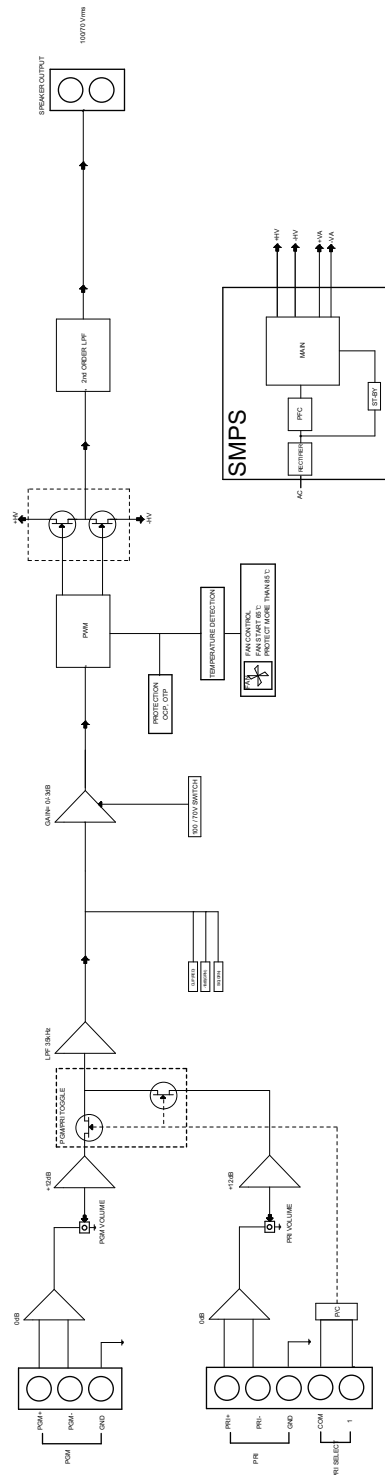 PGM
PGM+
PGM-
GND
0dB
PGM VOLUME
+12dB
PGM/PRI TOGGLE
LPF 35kHz
GAIN= 0/-3dB
100 / 70V SWITCH
PWM
+HV
-HV
PROTECTION
OCP, OTP
TEMPERATURE DETECTION
FAN
FAN CONTROL
FAN START 65℃
PROTECT MORE THAN 85℃
2nd ORDER LPF
SPEAKER OUTPUT
100/70 Vrms
PRI
PRI+
PRI-
GND
PRI SELECT
COM
1
0dB
PRI VOLUME
+12dB
P/C
SMPS
AC
RECTIFIER
PFC
MAIN
ST-BY
+HV
-HV
+VA
-VA